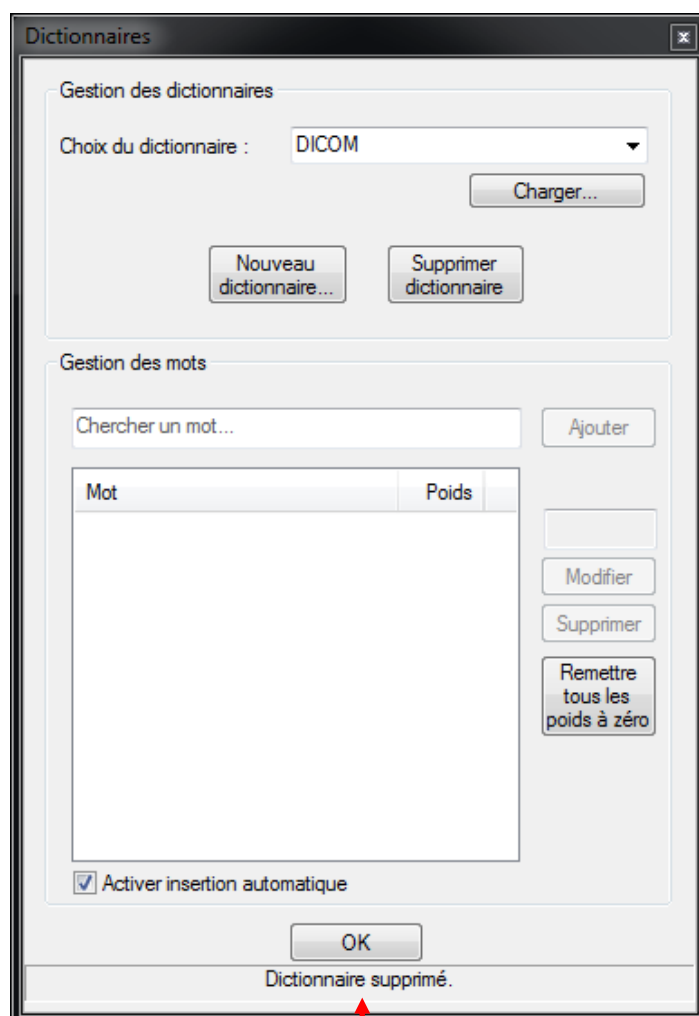 Dictionnaires
Gestion des dictionnaires
Choix du dictionnaire : DICOM
Charger...
Nouveau
dictionnaire...
Supprimer
dictionnaire
Gestion des mots
Chercher un mot... Ajouter
Mot Poids
Modifier
Supprimer
Remettre
tous les
poids à zéro
Activer insertion automatique
OK
Dictionnaire supprimé.